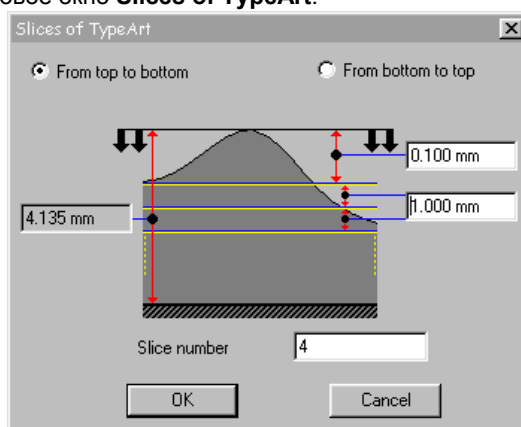 овое окно Slices of TypeArt.
Slices of TypeArt
From top to bottom From bottom to top
0.100 mm
1.000 mm
4.135 mm
Slice number 4
OK Cancel